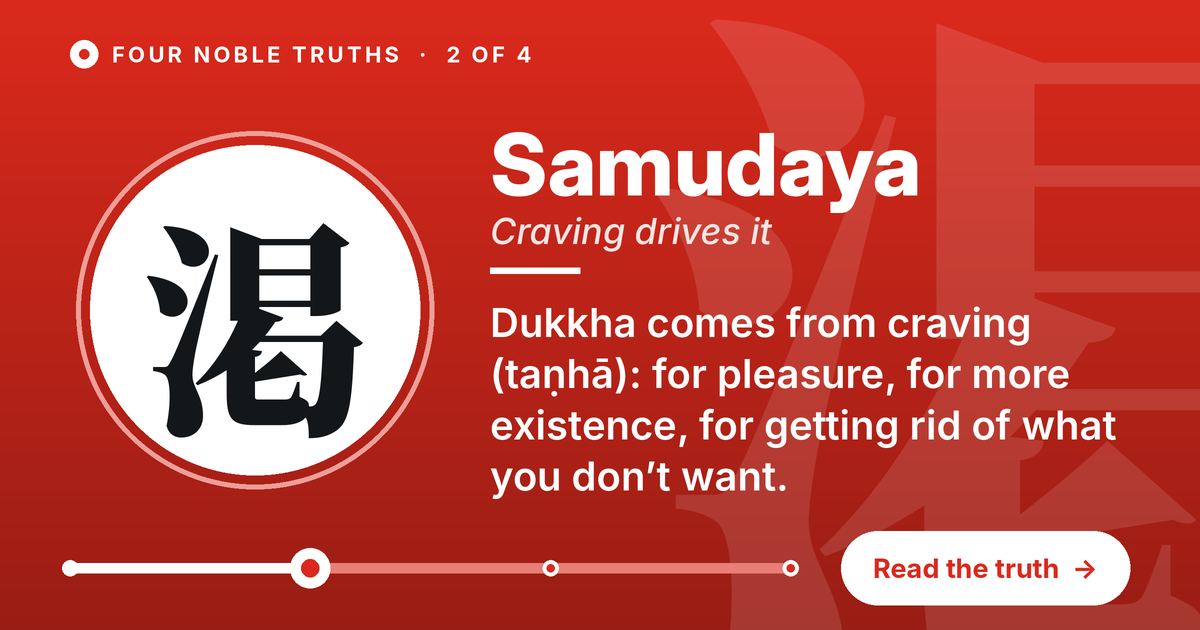 FOUR NOBLE TRUTHS · 2 OF 4
渇
Samudaya
Craving drives it
Dukkha comes from craving
(taṇhā): for pleasure, for more
existence, for getting rid of what
you don’t want.
Read the truth →